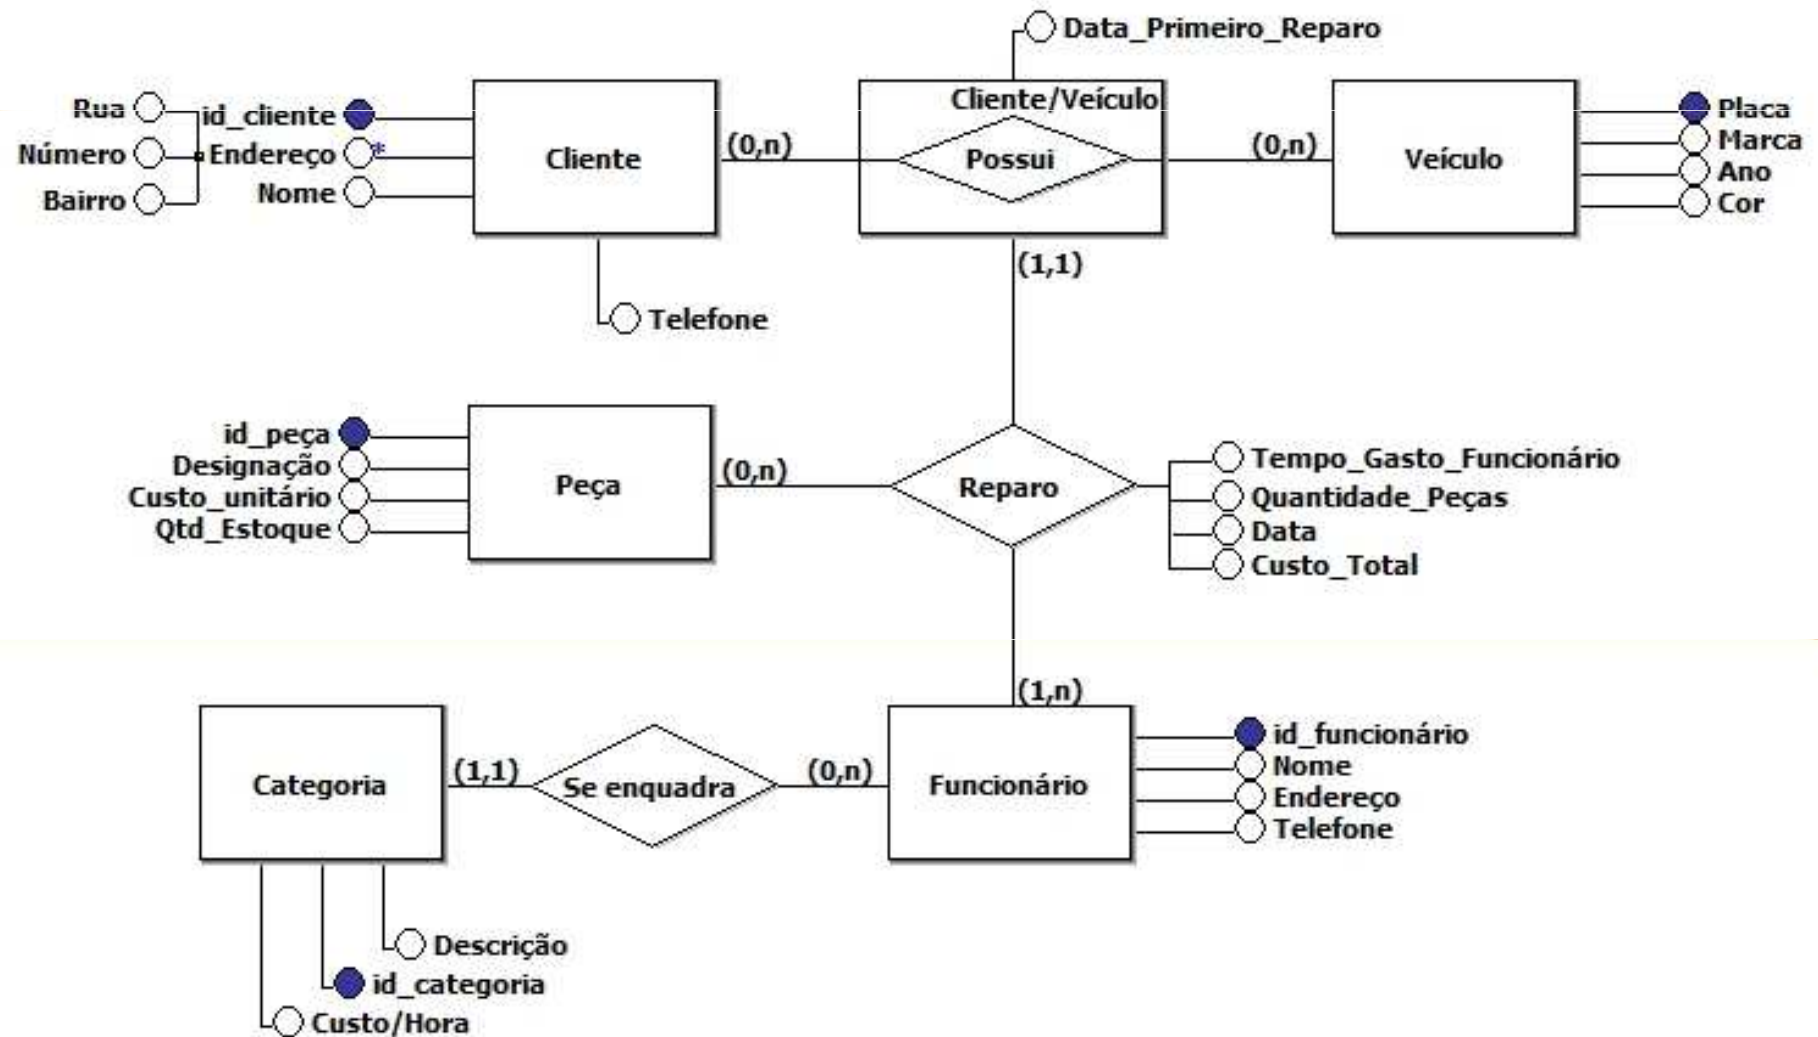 Data_Primeiro_Reparo
Rua
id_cliente
Número
Endereço
*
Bairro
Nome
Cliente
(0,n)
Cliente/Veículo
Possui
(0,n)
Veículo
Placa
Marca
Ano
Cor
(1,1)
Telefone
id_peça
Designação
Custo_unitário
Qtd_Estoque
Peça
(0,n)
Reparo
Tempo_Gasto_Funcionário
Quantidade_Peças
Data
Custo_Total
(1,n)
Categoria
(1,1)
Se enquadra
(0,n)
Funcionário
id_funcionário
Nome
Endereço
Telefone
Descrição
id_categoria
Custo/Hora